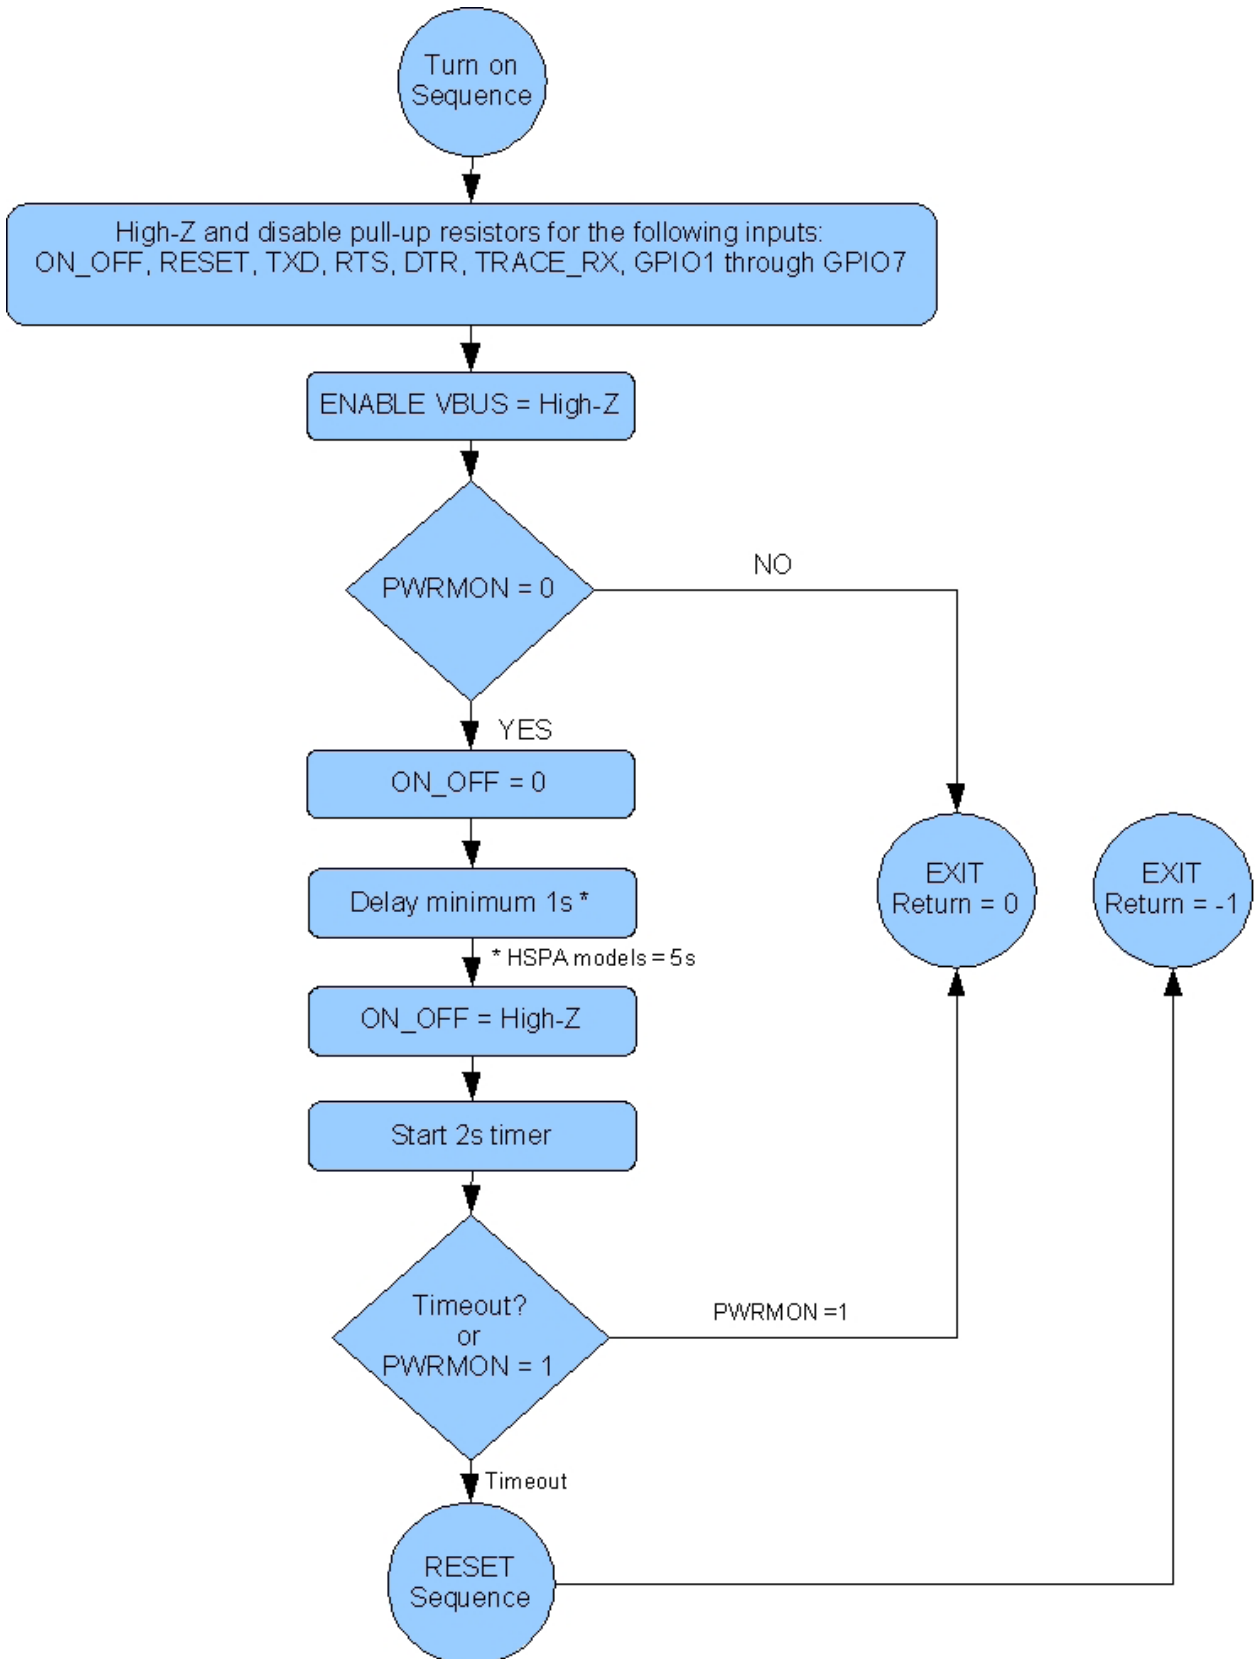 Turn on
Sequence
High-Z and disable pull-up resistors for the following inputs:
ON_OFF, RESET, TXD, RTS, DTR, TRACE_RX, GPIO1 through GPIO7
ENABLE VBUS = High-Z
PWRMON = 0
NO
YES
ON_OFF = 0
Delay minimum 1s *
* HSPA models = 5s
EXIT
Return = 0
EXIT
Return = -1
ON_OFF = High-Z
Start 2s timer
Timeout?
or
PWRMON = 1
PWRMON =1
Timeout
RESET
Sequence